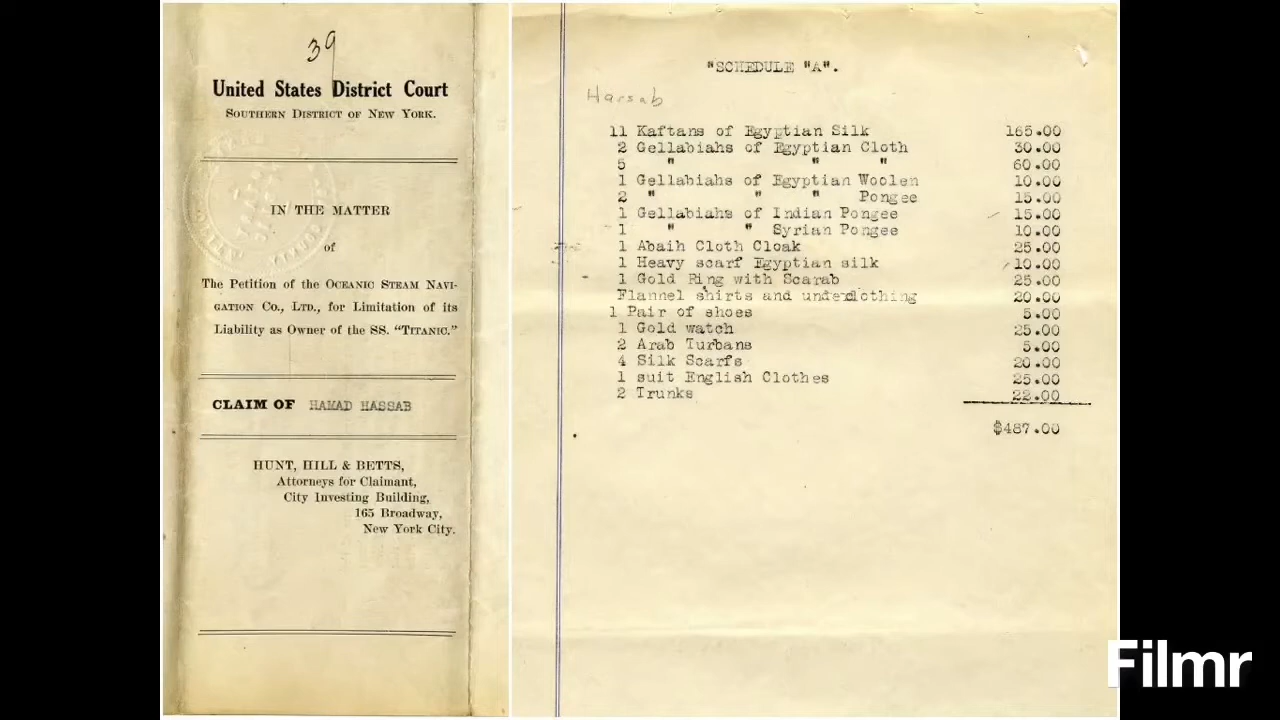 39
United States District Court
SOUTHERN DISTRICT OF NEW YORK.
IN THE MATTER
of
The Petition of the OCEANIC STEAM NAVI-
GATION CO., LTD., for Limitation of its
Liability as Owner of the SS. "TITANIC."
CLAIM OF HAMAD HASSAB
HUNT, HILL & BETTS,
Attorneys for Claimant,
City Investing Building,
165 Broadway,
New York City.
"SCHEDULE "A".
Hassab
11 Kaftans of Egyptian Silk 165.00
2 Gellabiahs of Egyptian Cloth 30.00
5 " " " 60.00
1 Gellabiahs of Egyptian Woolen 10.00
2 " " " Pongee 15.00
1 Gellabiahs of Indian Pongee 15.00
1 " " Syrian Pongee 10.00
1 Abaih Cloth Cloak 25.00
1 Heavy scarf Egyptian silk 10.00
1 Gold Ring with Scarab 25.00
Flannel shirts and underclothing 20.00
1 Pair of shoes 5.00
1 Gold watch 25.00
2 Arab Turbans 5.00
4 Silk Scarfs 20.00
1 suit English Clothes 25.00
2 Trunks 22.00
$487.00
Filmr